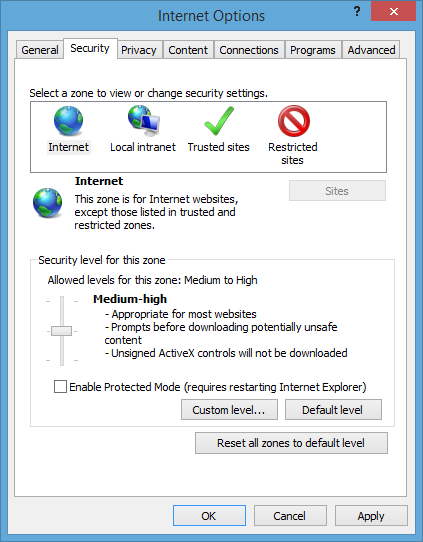 Internet Options
?
General Security Privacy Content Connections Programs Advanced
Select a zone to view or change security settings.
Internet Local intranet Trusted sites Restricted
sites
Internet
Sites
This zone is for Internet websites,
except those listed in trusted and
restricted zones.
Security level for this zone
Allowed levels for this zone: Medium to High
Medium-high
- Appropriate for most websites
- Prompts before downloading potentially unsafe
content
- Unsigned ActiveX controls will not be downloaded
Enable Protected Mode (requires restarting Internet Explorer)
Custom level... Default level
Reset all zones to default level
OK Cancel Apply